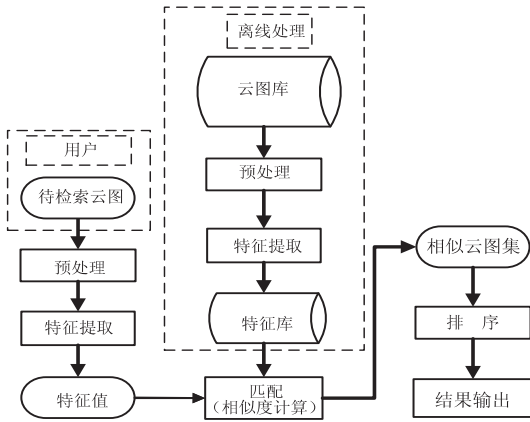 用户
待检索云图
预处理
特征提取
特征值
离线处理
云图库
预处理
特征提取
特征库
匹配
(相似度计算)
相似云图集
排 序
结果输出